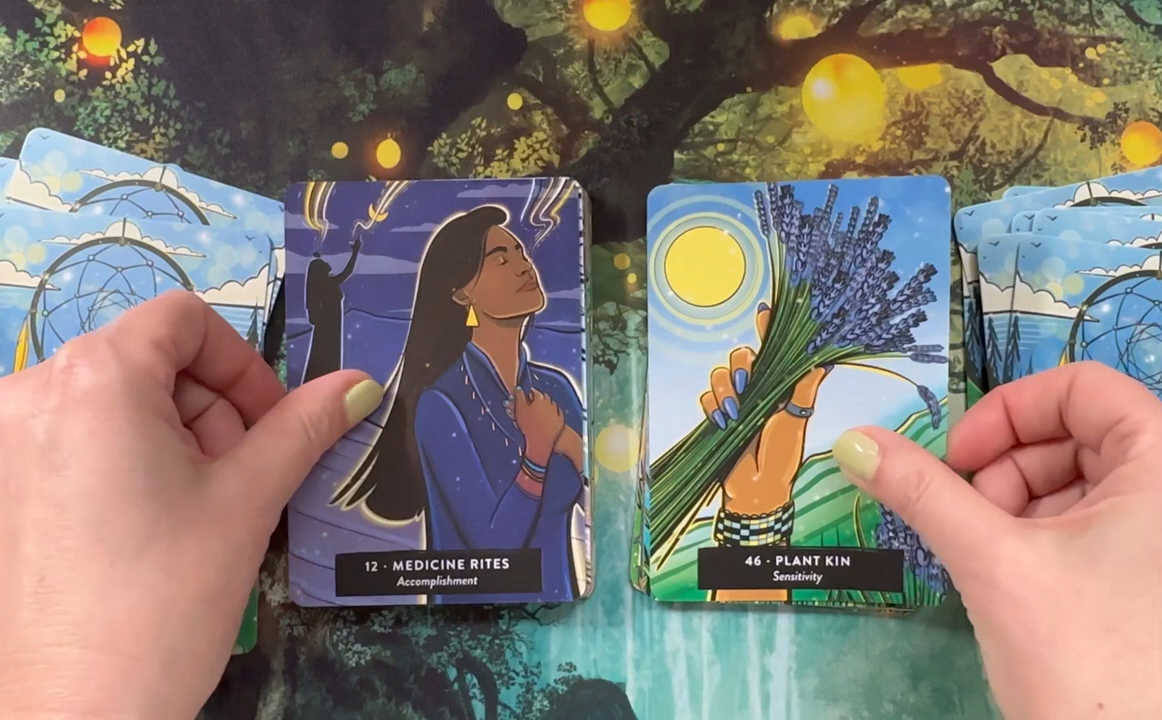 12 · MEDICINE RITES
Accomplishment
46 · PLANT KIN
Sensitivity